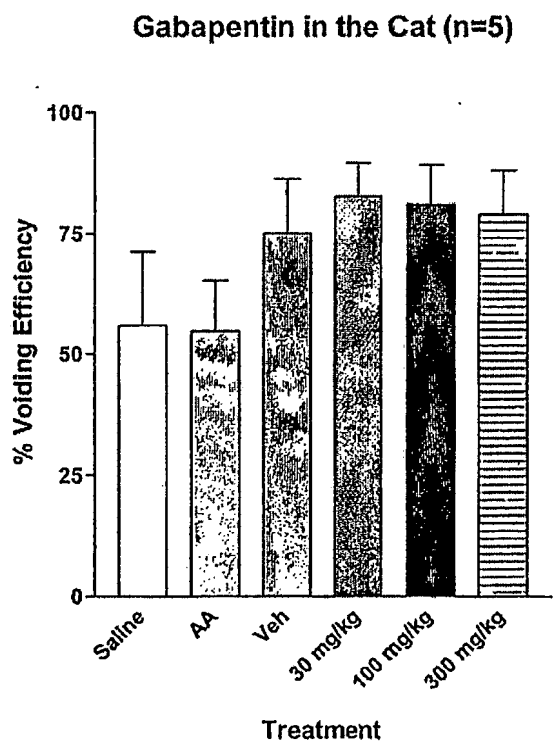 Gabapentin in the Cat (n=5)
100
75
50
25
0
% Voiding Efficiency
Saline
AA
Veh
30 mg/kg
100 mg/kg
300 mg/kg
Treatment